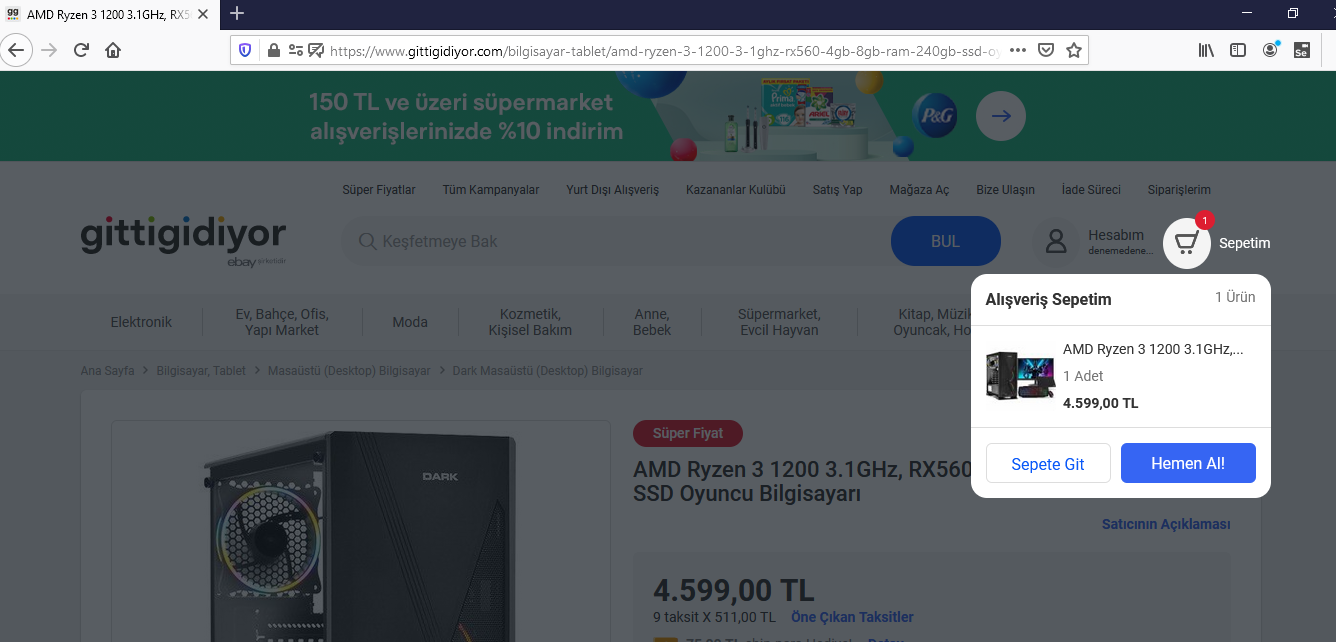 AMD Ryzen 3 1200 3.1GHz, RX5
https://www.gittigidiyor.com/bilgisayar-tablet/amd-ryzen-3-1200-3-1ghz-rx560-4gb-8gb-ram-240gb-ssd-oy
150 TL ve üzeri süpermarket
alışverişlerinizde %10 indirim
Prima
ARIEL
P&G
Süper Fiyatlar Tüm Kampanyalar Yurt Dışı Alışveriş Kazananlar Kulübü Satış Yap Mağaza Aç Bize Ulaşın İade Süreci Siparişlerim
gittigidiyor
ebay
Keşfetmeye Bak
BUL
Hesabım
denemedene...
1
Sepetim
Elektronik
Ev, Bahçe, Ofis,
Yapı Market
Moda
Kozmetik,
Kişisel Bakım
Anne,
Bebek
Süpermarket,
Evcil Hayvan
Kitap, Müzik
Oyuncak, Ho
Alışveriş Sepetim 1 Ürün
AMD Ryzen 3 1200 3.1GHz,...
1 Adet
4.599,00 TL
Sepete Git Hemen Al!
Ana Sayfa > Bilgisayar, Tablet > Masaüstü (Desktop) Bilgisayar > Dark Masaüstü (Desktop) Bilgisayar
DARK
Süper Fiyat
AMD Ryzen 3 1200 3.1GHz, RX560
SSD Oyuncu Bilgisayarı
Satıcının Açıklaması
4.599,00 TL
9 taksit X 511,00 TL Öne Çıkan Taksitler